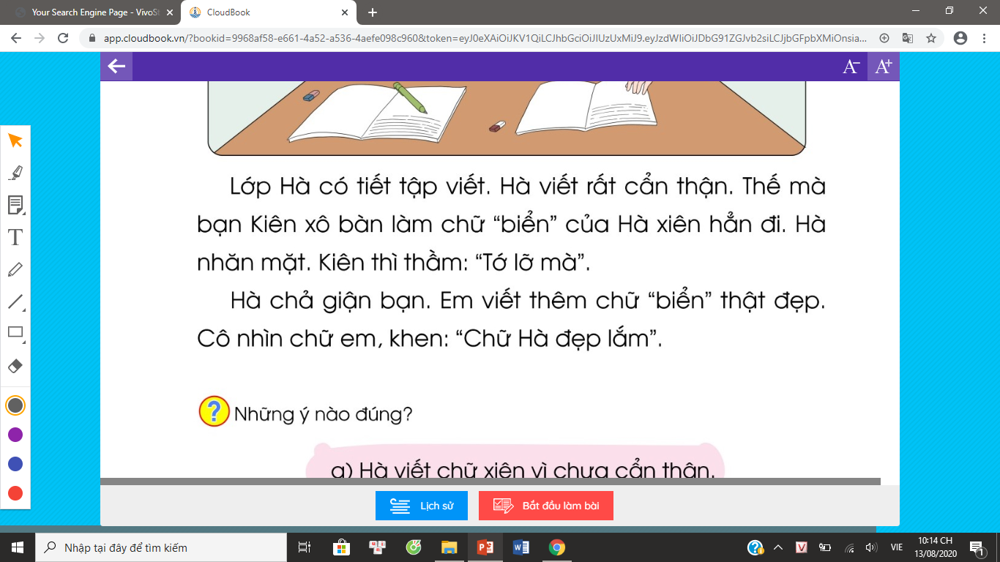 Your Search Engine Page - VivoSt
CloudBook
app.cloudbook.vn/?bookid=9968af58-e661-4a52-a536-4aefe098c960&token=eyJ0eXAiOiJKV1QiLCJhbGciOiJIUzUxMiJ9.eyJzdWIiOiJDbG91ZGJvb2siLCJjbGFpbXMiOnsia...
A- A+
Lớp Hà có tiết tập viết. Hà viết rất cẩn thận. Thế mà
bạn Kiên xô bàn làm chữ “biển” của Hà xiên hẳn đi. Hà
nhăn mặt. Kiên thì thầm: “Tớ lỡ mà”.
Hà chả giận bạn. Em viết thêm chữ “biển” thật đẹp.
Cô nhìn chữ em, khen: “Chữ Hà đẹp lắm”.
? Những ý nào đúng?
a) Hà viết chữ xiên vì chưa cẩn thận.
T
Lịch sử
Bắt đầu làm bài
Nhập tại đây để tìm kiếm
VIE
10:14 CH
13/08/2020